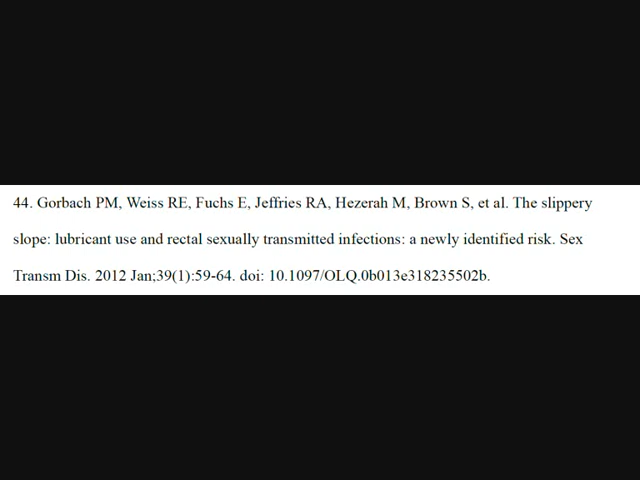 44. Gorbach PM, Weiss RE, Fuchs E, Jeffries RA, Hezerah M, Brown S, et al. The slippery
slope: lubricant use and rectal sexually transmitted infections: a newly identified risk. Sex
Transm Dis. 2012 Jan;39(1):59-64. doi: 10.1097/OLQ.0b013e318235502b.